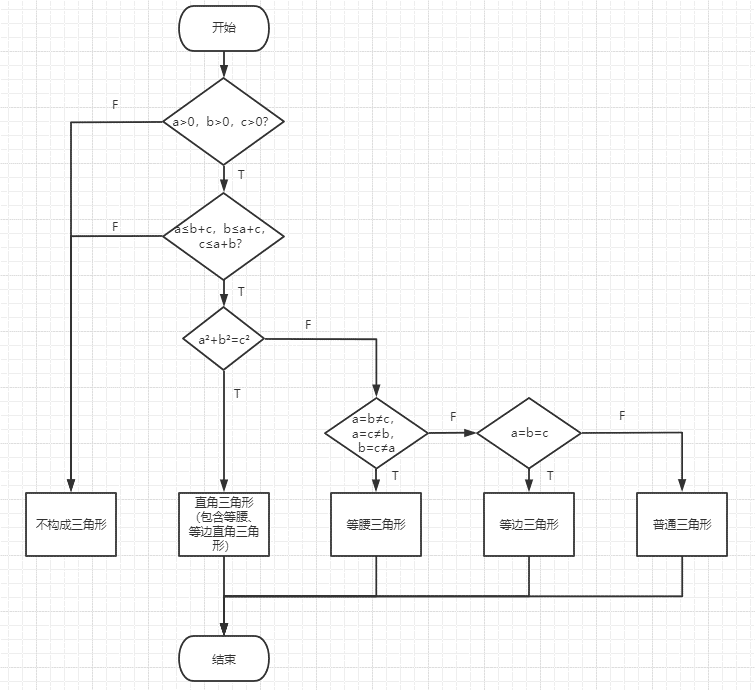 开始
F
a>0，b>0，c>0?
T
F
a≤b+c，b≤a+c，
c≤a+b?
T
F
a²+b²=c²
T
a=b≠c，
a=c≠b，
b=c≠a
F
a=b=c
F
T
T
不构成三角形
直角三角形
（包含等腰、
等边直角三角
形）
等腰三角形
等边三角形
普通三角形
结束